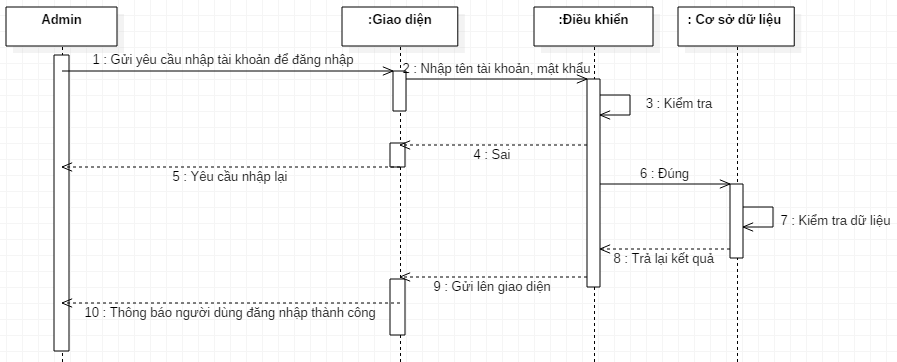 Admin
:Giao diện
:Điều khiển
: Cơ sở dữ liệu
1 : Gửi yêu cầu nhập tài khoản để đăng nhập
2 : Nhập tên tài khoản, mật khẩu
3 : Kiểm tra
4 : Sai
5 : Yêu cầu nhập lại
6 : Đúng
7 : Kiểm tra dữ liệu
8 : Trả lại kết quả
9 : Gửi lên giao diện
10 : Thông báo người dùng đăng nhập thành công